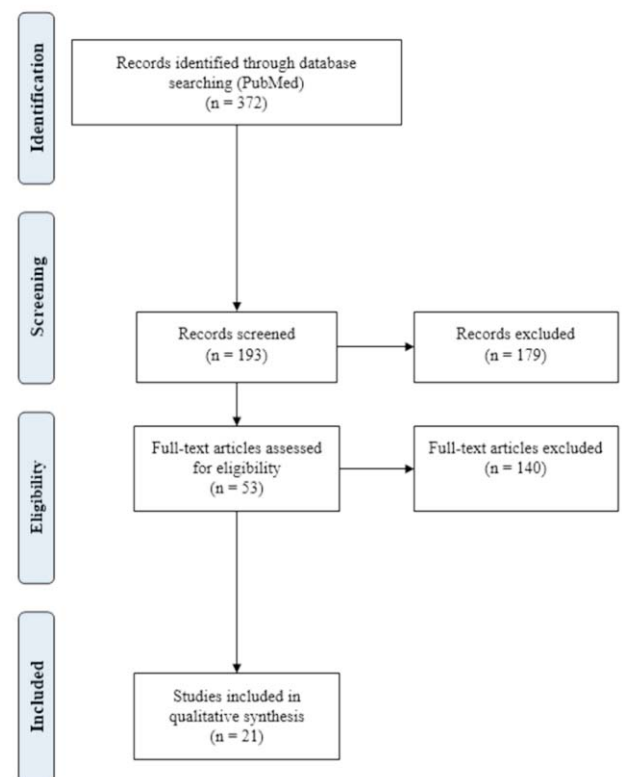 Identification
Records identified through database
searching (PubMed)
(n = 372)
Screening
Records screened
(n = 193)
Records excluded
(n = 179)
Eligibility
Full-text articles assessed
for eligibility
(n = 53)
Full-text articles excluded
(n = 140)
Included
Studies included in
qualitative synthesis
(n = 21)